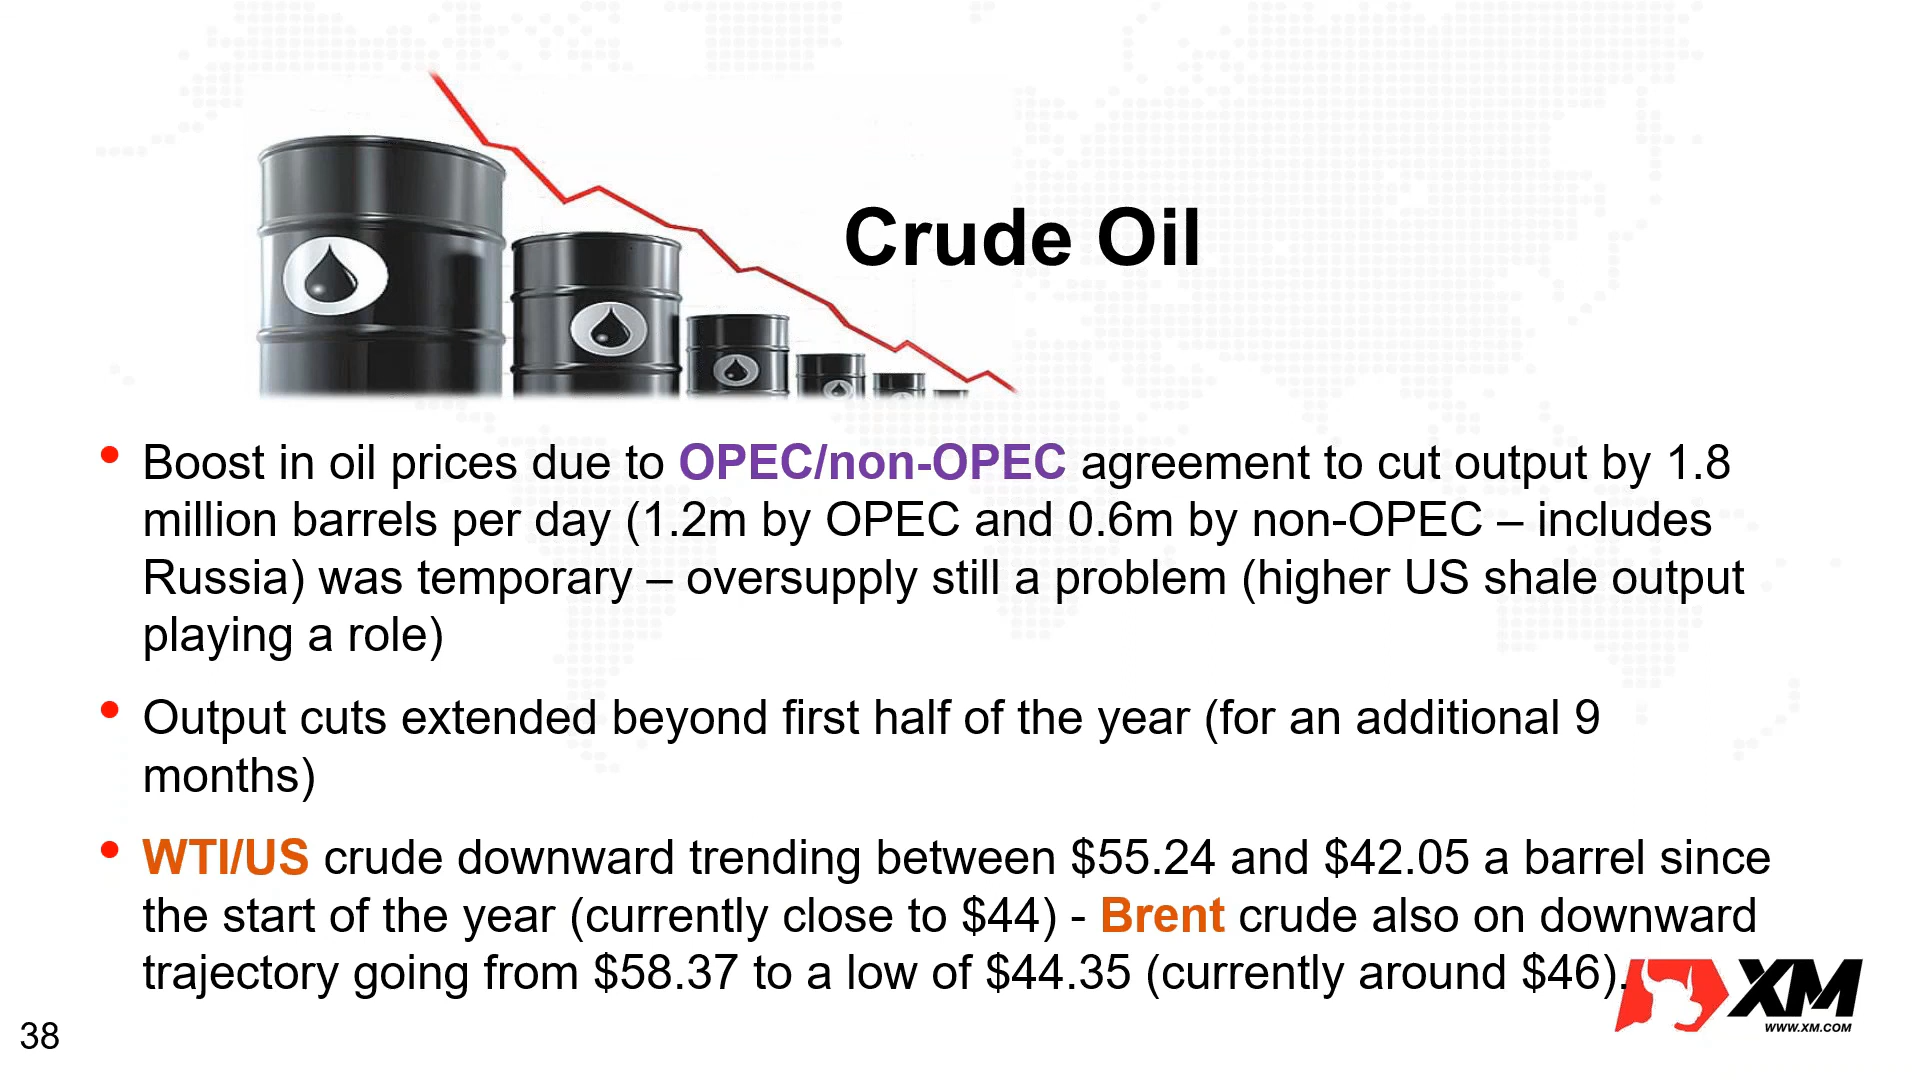 Crude Oil
• Boost in oil prices due to OPEC/non-OPEC agreement to cut output by 1.8
million barrels per day (1.2m by OPEC and 0.6m by non-OPEC – includes
Russia) was temporary – oversupply still a problem (higher US shale output
playing a role)
• Output cuts extended beyond first half of the year (for an additional 9
months)
• WTI/US crude downward trending between $55.24 and $42.05 a barrel since
the start of the year (currently close to $44) - Brent crude also on downward
trajectory going from $58.37 to a low of $44.35 (currently around $46).
XM
WWW.XM.COM
38